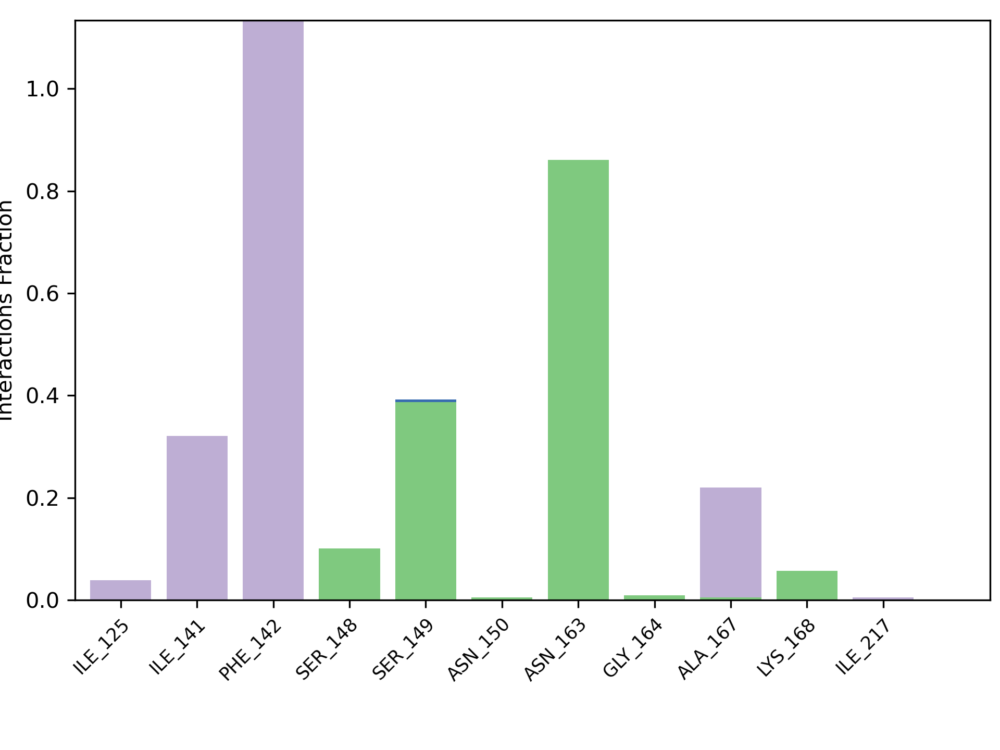 Interactions Fraction
1.0
0.8
0.6
0.4
0.2
0.0
ILE_125
ILE_141
PHE_142
SER_148
SER_149
ASN_150
ASN_163
GLY_164
ALA_167
LYS_168
ILE_217